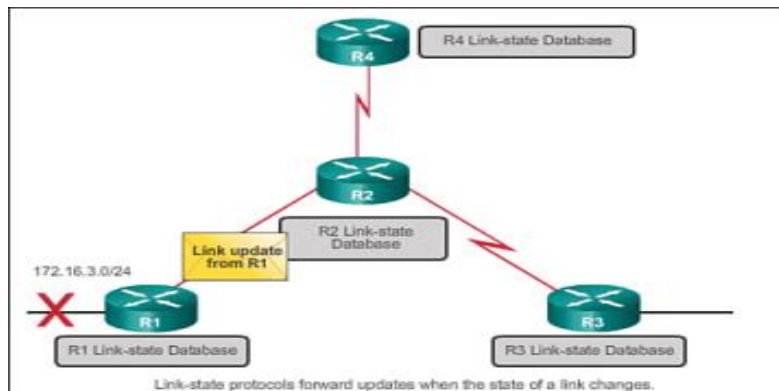 R4
R4 Link-state Database
R2
R2 Link-state
Database
Link update
from R1
172.16.3.0/24
R1
R3
R1 Link-state Database
R3 Link-state Database
Link-state protocols forward updates when the state of a link changes.